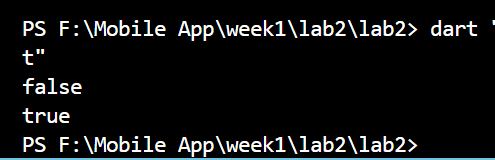 PS F:\Mobile App\week1\lab2\lab2> dart "
t"
false
true
PS F:\Mobile App\week1\lab2\lab2>